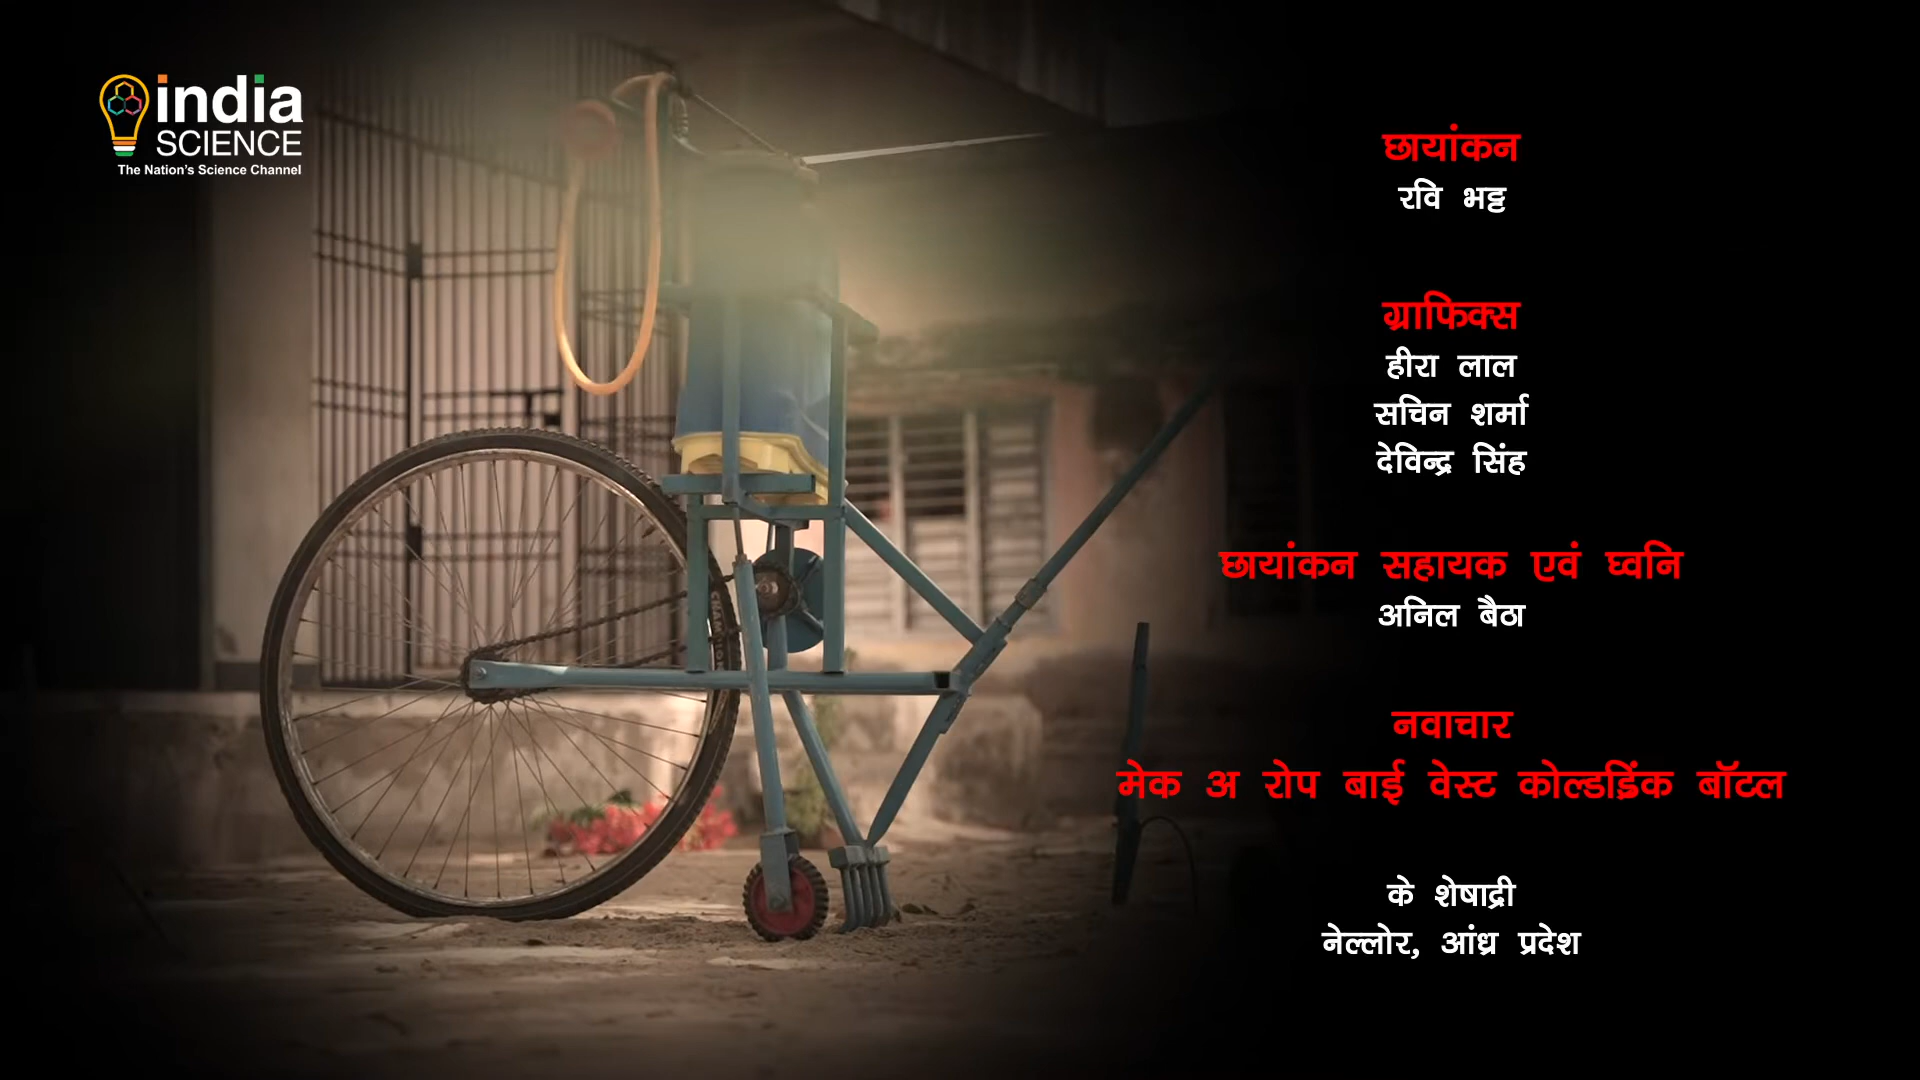 india
SCIENCE
The Nation's Science Channel
छायांकन
रवि भट्ट
ग्राफिक्स
हीरा लाल
सचिन शर्मा
देविन्द्र सिंह
छायांकन सहायक एवं घ्वनि
अनिल बैठा
नवाचार
मेक अ रोप बाई वेस्ट कोल्डड्रिंक बॉटल
के शेषाद्री
नेल्लोर, आंध्र प्रदेश